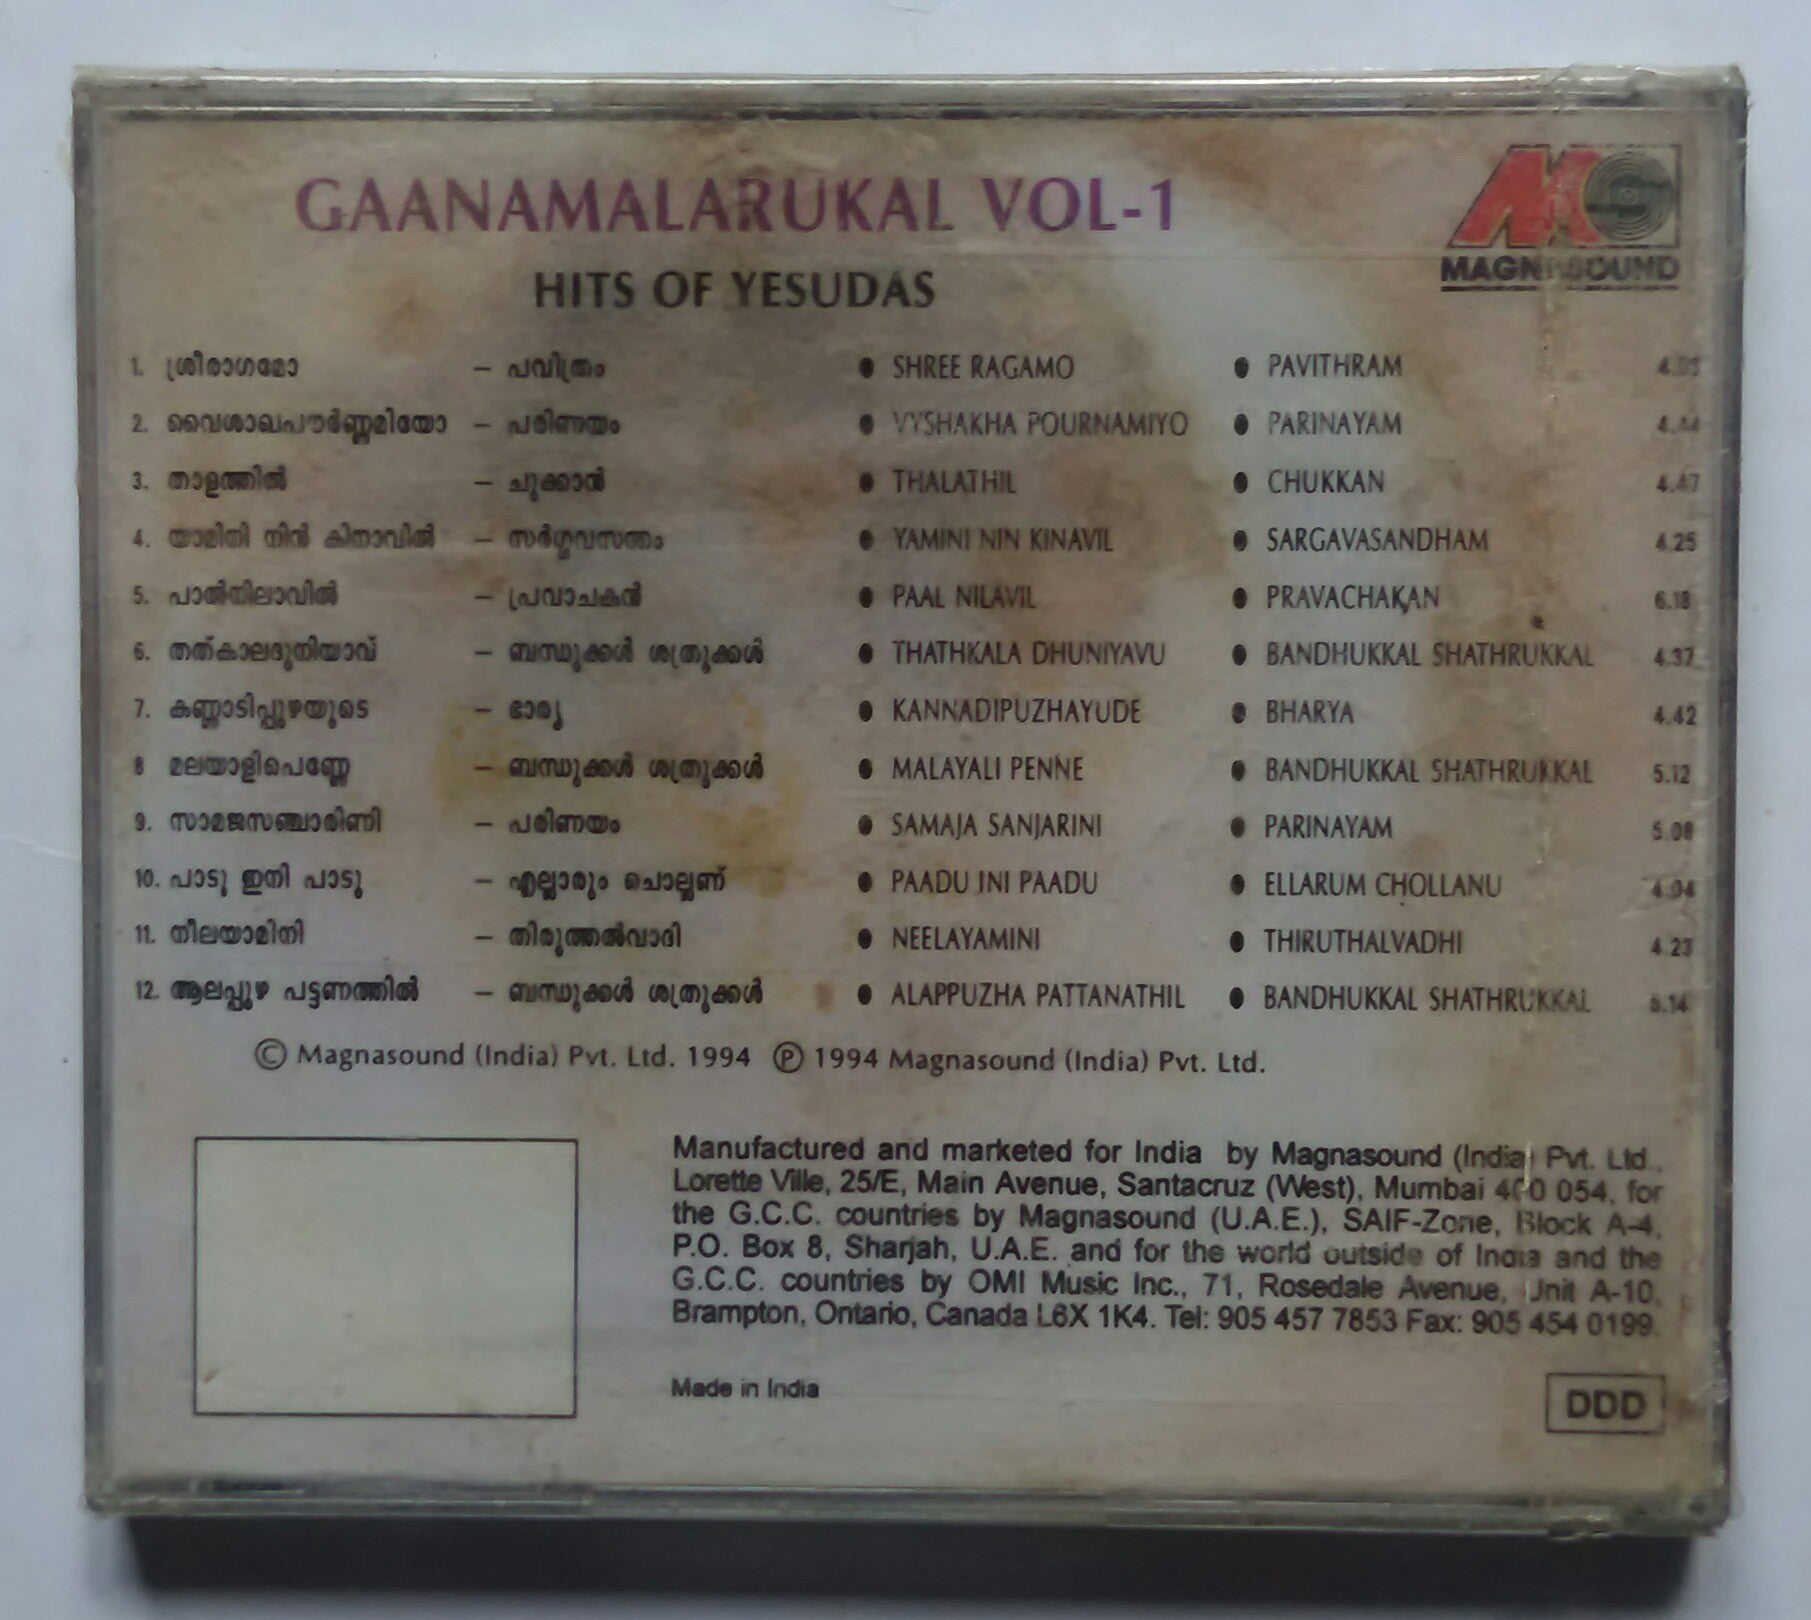 GAANAMALARUKAL VOL-1
MAGNASOUND
HITS OF YESUDAS
1. ശ്രീരാഗമോ – പവിത്രം ● SHREE RAGAMO ● PAVITHRAM
2. വൈശാഖപൗർണ്ണമിയോ – പരിണയം ● VYSHAKHA POURNAMIYO ● PARINAYAM 4.44
3. താളത്തിൽ – ചുക്കാൻ ● THALATHIL ● CHUKKAN 4.47
4. യാമിനി നിൻ കിനാവിൽ – സർഗ്ഗവസന്തം ● YAMINI NIN KINAVIL ● SARGAVASANDHAM 4.25
5. പാൽനിലാവിൽ – പ്രവാചകൻ ● PAAL NILAVIL ● PRAVACHAKAN 6.18
6. തത്കാലദുനിയാവ് – ബന്ധുക്കൾ ശത്രുക്കൾ ● THATHKALA DHUNIYAVU ● BANDHUKKAL SHATHRUKKAL 4.37
7. കണ്ണാടിപ്പുഴയുടെ – ഭാര്യ ● KANNADIPUZHAYUDE ● BHARYA 4.42
8 മലയാളിപെണ്ണേ – ബന്ധുക്കൾ ശത്രുക്കൾ ● MALAYALI PENNE ● BANDHUKKAL SHATHRUKKAL 5.12
9. സാമജസഞ്ചാരിണി – പരിണയം ● SAMAJA SANJARINI ● PARINAYAM 5.08
10. പാടൂ ഇനി പാടൂ – എല്ലാരും ചൊല്ലണ് ● PAADU INI PAADU ● ELLARUM CHOLLANU 4.04
11. നീലയാമിനി – തിരുത്തൽവാദി ● NEELAYAMINI ● THIRUTHALVADHI 4.23
12. ആലപ്പുഴ പട്ടണത്തിൽ – ബന്ധുക്കൾ ശത്രുക്കൾ ● ALAPPUZHA PATTANATHIL ● BANDHUKKAL SHATHRUKKAL 5.14
© Magnasound (India) Pvt. Ltd. 1994 ℗ 1994 Magnasound (India) Pvt. Ltd.
Manufactured and marketed for India by Magnasound (India) Pvt. Ltd.,
Lorette Ville, 25/E, Main Avenue, Santacruz (West), Mumbai 400 054, for
the G.C.C. countries by Magnasound (U.A.E.), SAIF-Zone, Block A-4,
P.O. Box 8, Sharjah, U.A.E. and for the world outside of India and the
G.C.C. countries by OMI Music Inc., 71, Rosedale Avenue, Unit A-10,
Brampton, Ontario, Canada L6X 1K4. Tel: 905 457 7853 Fax: 905 454 0199.
Made in India
DDD